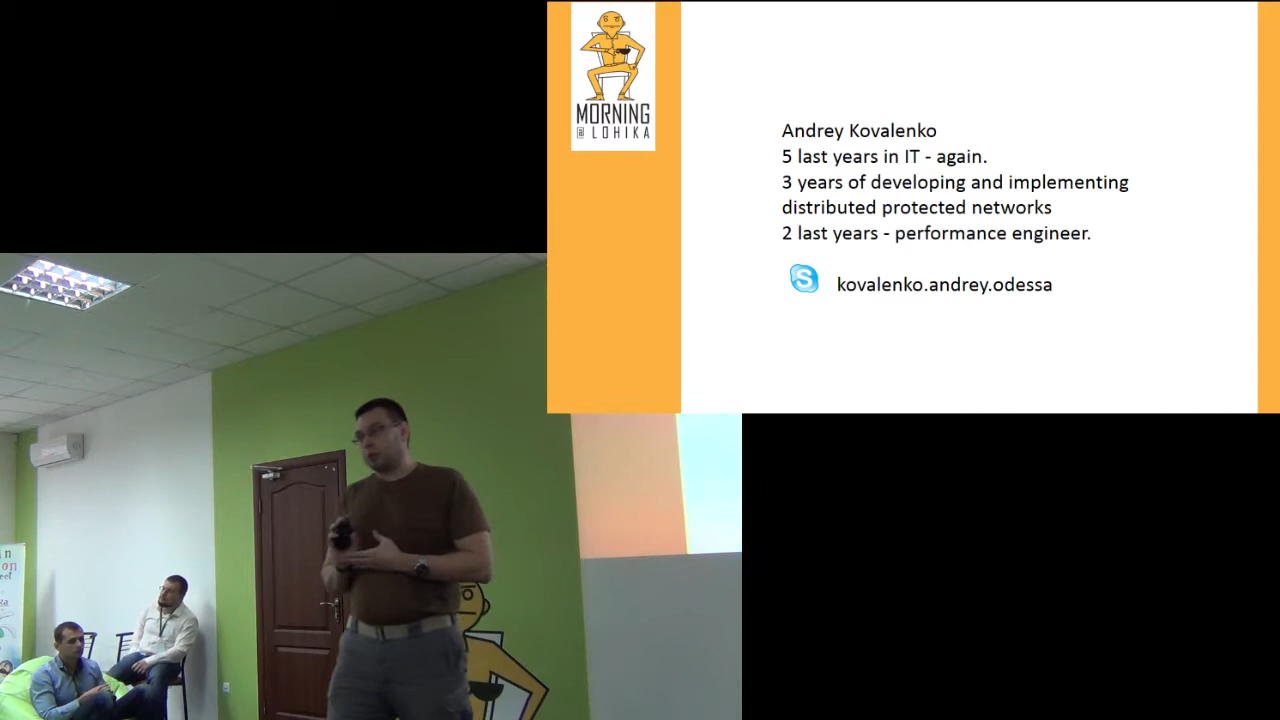 MORNING
@ LOHIKA
Andrey Kovalenko
5 last years in IT - again.
3 years of developing and implementing
distributed protected networks
2 last years - performance engineer.
kovalenko.andrey.odessa